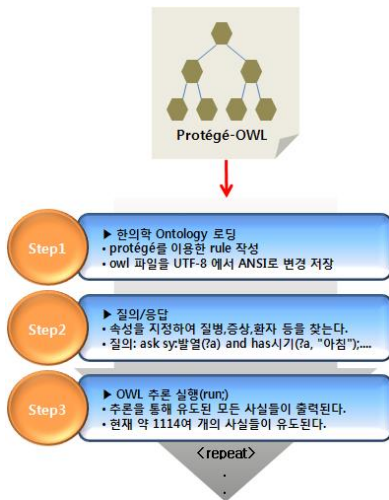 Protégé-OWL
Step1
▶ 한의학 Ontology 로딩
• protégé를 이용한 rule 작성
• owl 파일을 UTF-8 에서 ANSI로 변경 저장
Step2
▶ 질의/응답
• 속성을 지정하여 질병,증상,환자 등을 찾는다.
• 질의: ask sy:발열(?a) and has시기(?a, "아침");....
Step3
▶ OWL 추론 실행(run;)
• 추론을 통해 유도된 모든 사실들이 출력된다.
• 현재 약 1114여 개의 사실들이 유도된다.
<repeat>
.
.